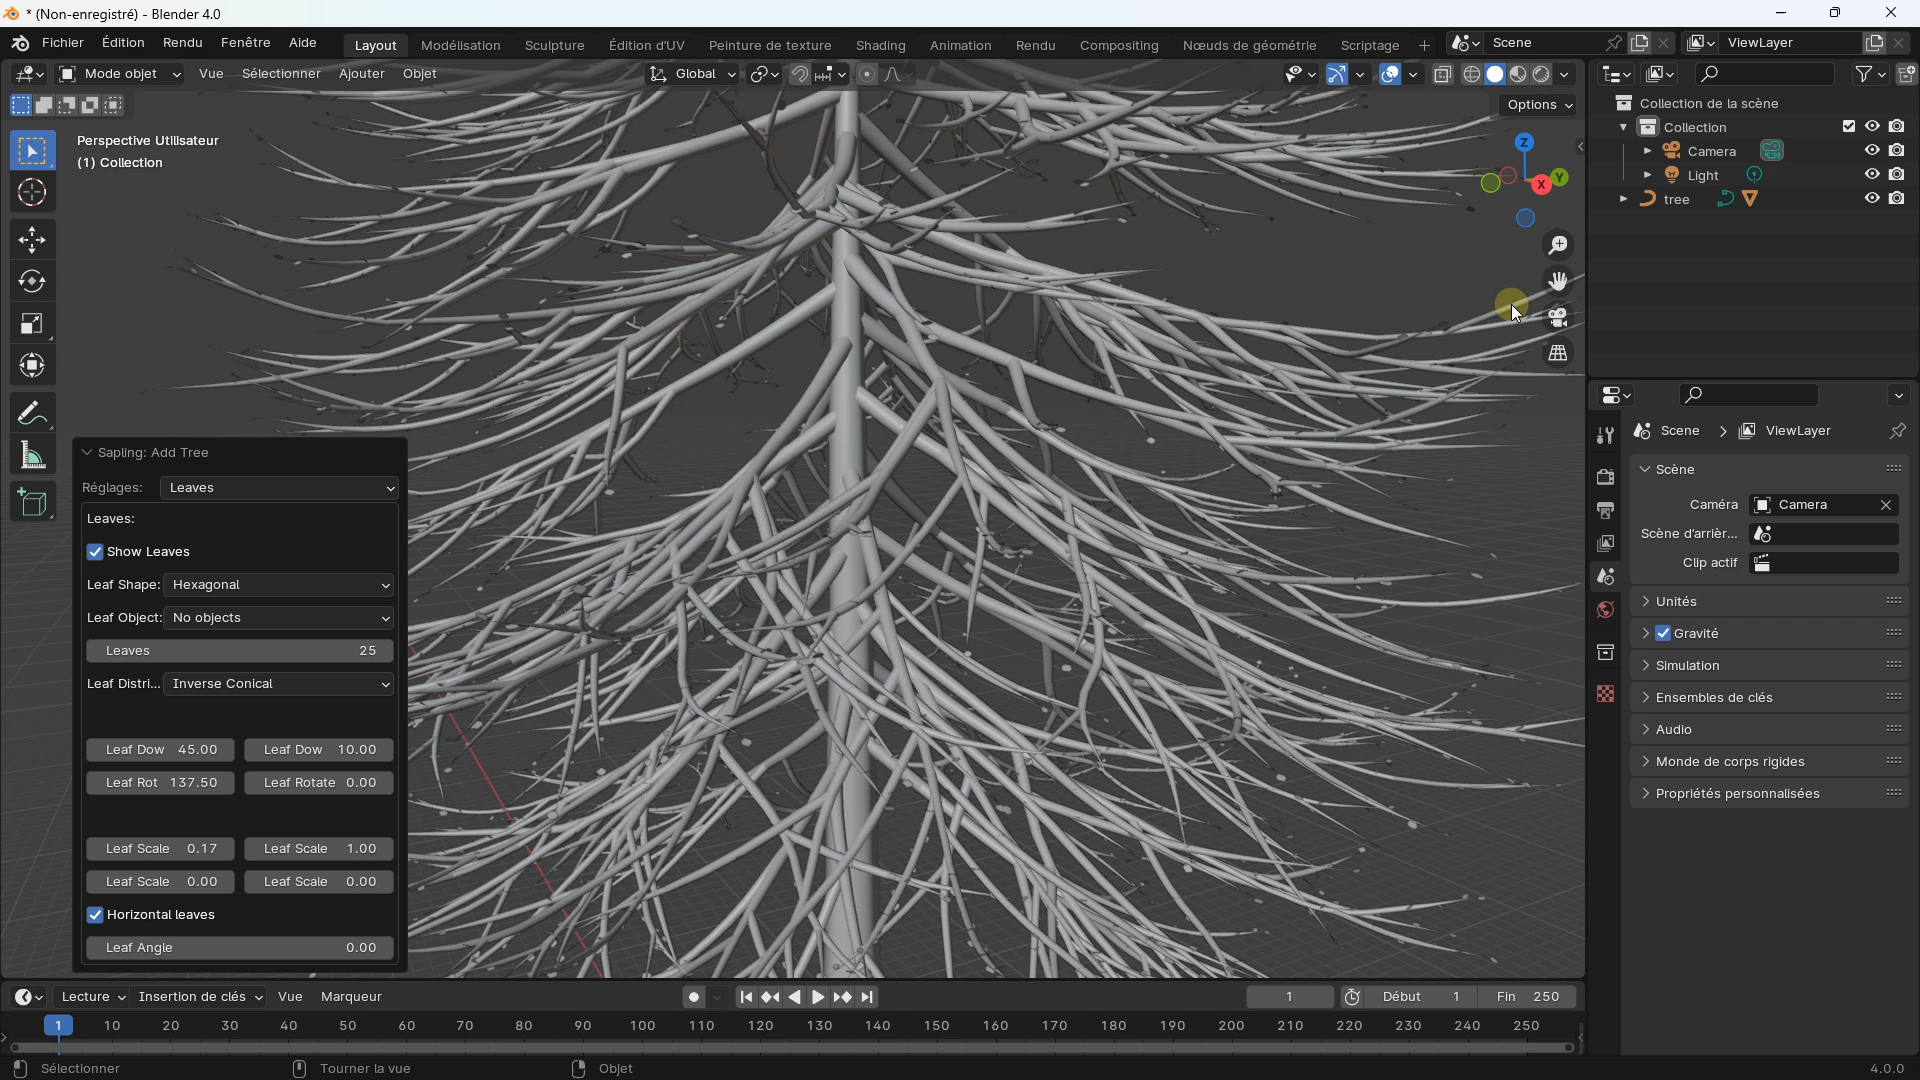 * (Non-enregistré) - Blender 4.0
Fichier Édition Rendu Fenêtre Aide Layout Modélisation Sculpture Édition d'UV Peinture de texture Shading Animation Rendu Compositing Nœuds de géométrie Scriptage + Scene ViewLayer
Mode objet Vue Sélectionner Ajouter Objet Global
Options
Perspective Utilisateur
(1) Collection
Z
X
Y
Collection de la scène
Collection
Camera
Light
tree
Sapling: Add Tree
Réglages: Leaves
Leaves:
Show Leaves
Leaf Shape: Hexagonal
Leaf Object: No objects
Leaves 25
Leaf Distri... Inverse Conical
Leaf Dow 45.00 Leaf Dow 10.00
Leaf Rot 137.50 Leaf Rotate 0.00
Leaf Scale 0.17 Leaf Scale 1.00
Leaf Scale 0.00 Leaf Scale 0.00
Horizontal leaves
Leaf Angle 0.00
Scene > ViewLayer
Scène
Caméra Camera
Scène d'arrièr...
Clip actif
Unités
Gravité
Simulation
Ensembles de clés
Audio
Monde de corps rigides
Propriétés personnalisées
Lecture Insertion de clés Vue Marqueur 1 Début 1 Fin 250
1 10 20 30 40 50 60 70 80 90 100 110 120 130 140 150 160 170 180 190 200 210 220 230 240 250
Sélectionner Tourner la vue Objet 4.0.0